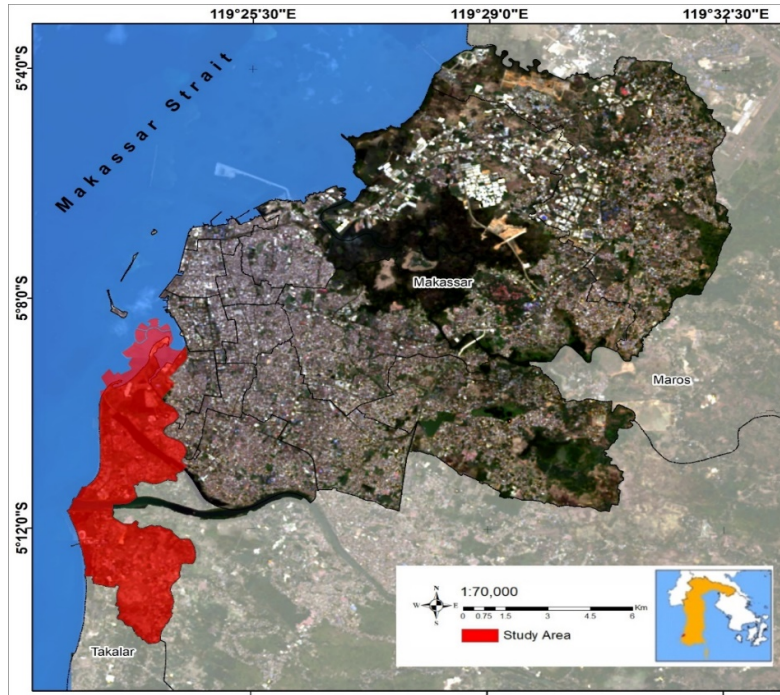 119°25'30"E 119°29'0"E 119°32'30"E
5°4'0"S
Makassar Strait
5°8'0"S
Makassar
Maros
5°12'0"S
N
W E
S
1:70,000
0 0.75 1.5 3 4.5 6 Km
Study Area
Takalar